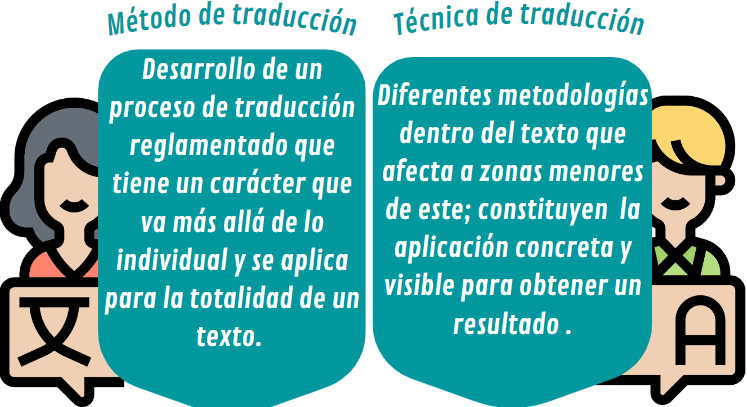 Método de traducción
Desarrollo de un
proceso de traducción
reglamentado que
tiene un carácter que
va más allá de lo
individual y se aplica
para la totalidad de un
texto.
Técnica de traducción
Diferentes metodologías
dentro del texto que
afecta a zonas menores
de este; constituyen la
aplicación concreta y
visible para obtener un
resultado .
文
A